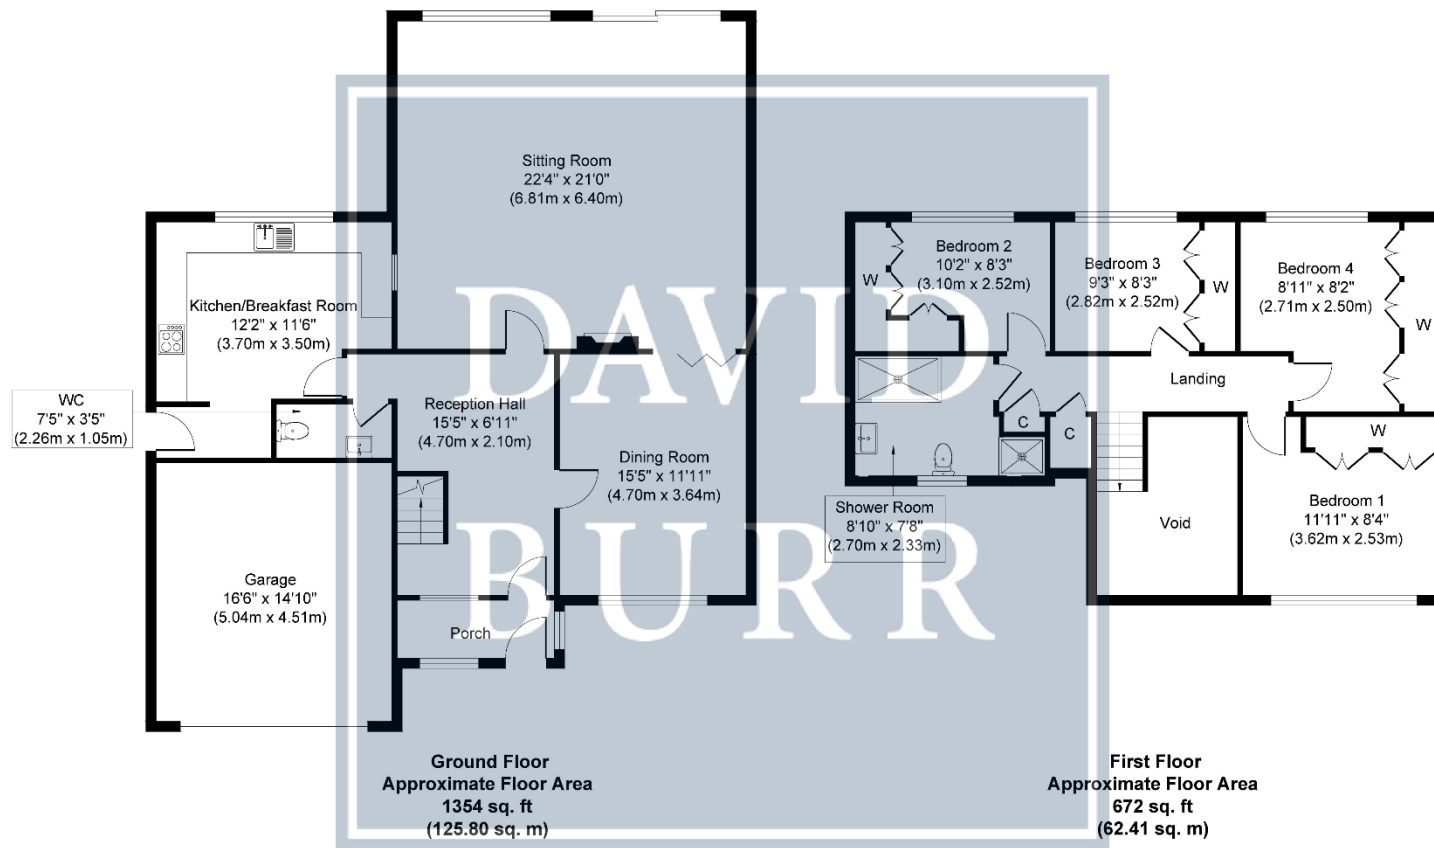 Sitting Room
22'4" x 21'0"
(6.81m x 6.40m)
Kitchen/Breakfast Room
12'2" x 11'6"
(3.70m x 3.50m)
WC
7'5" x 3'5"
(2.26m x 1.05m)
Reception Hall
15'5" x 6'11"
(4.70m x 2.10m)
Dining Room
15'5" x 11'11"
(4.70m x 3.64m)
Garage
16'6" x 14'10"
(5.04m x 4.51m)
Porch
Ground Floor
Approximate Floor Area
1354 sq. ft
(125.80 sq. m)
W
Bedroom 2
10'2" x 8'3"
(3.10m x 2.52m)
Bedroom 3
9'3" x 8'3"
(2.82m x 2.52m)
W
Bedroom 4
8'11" x 8'2"
(2.71m x 2.50m)
W
Landing
C
C
W
Shower Room
8'10" x 7'8"
(2.70m x 2.33m)
Void
Bedroom 1
11'11" x 8'4"
(3.62m x 2.53m)
First Floor
Approximate Floor Area
672 sq. ft
(62.41 sq. m)
DAVID
BURR